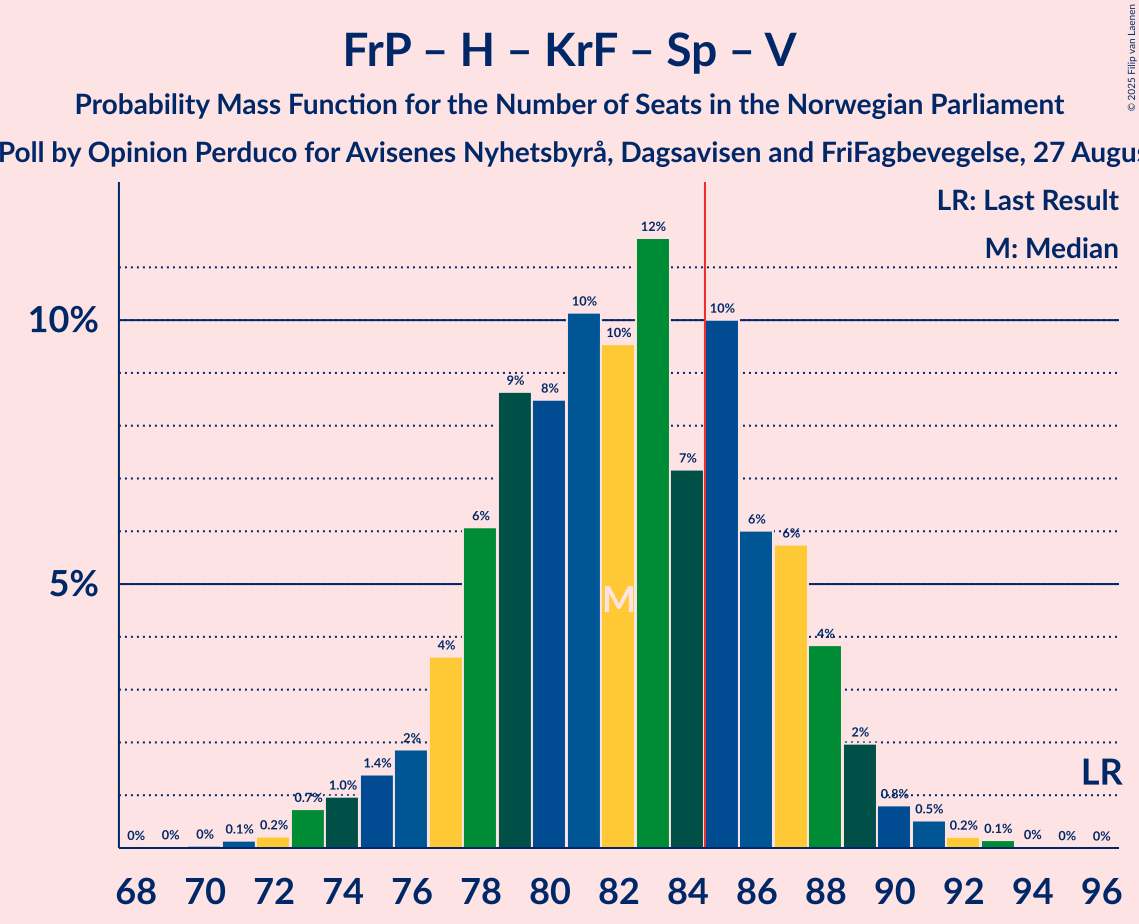 FrP – H – KrF – Sp – V
Probability Mass Function for the Number of Seats in the Norwegian Parliament
Poll by Opinion Perduco for Avisenes Nyhetsbyrå, Dagsavisen and FriFagbevegelse, 27 Augus
© 2025 Filip van Laenen
LR: Last Result
M: Median
10%
5%
0% 0% 0% 0.1% 0.2% 0.7% 1.0% 1.4% 2% 4% 6% 9% 8% 10% 10% 12% 7% 10% 6% 6% 4% 2% 0.8% 0.5% 0.2% 0.1% 0% 0% 0%
M
LR
68 70 72 74 76 78 80 82 84 86 88 90 92 94 96